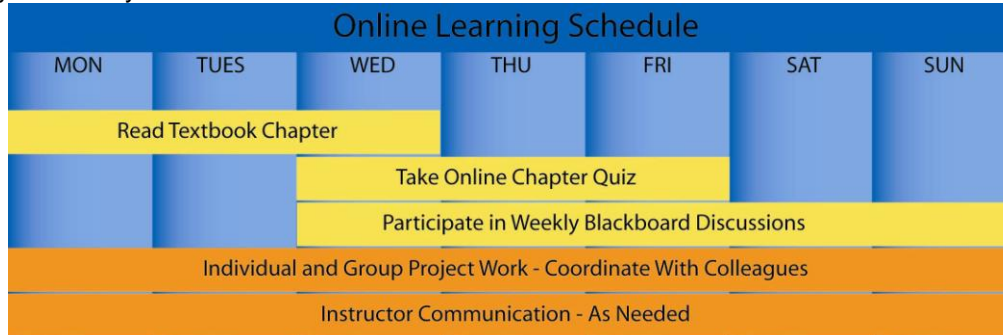 Online Learning Schedule
MON TUES WED THU FRI SAT SUN
Read Textbook Chapter
Take Online Chapter Quiz
Participate in Weekly Blackboard Discussions
Individual and Group Project Work - Coordinate With Colleagues
Instructor Communication - As Needed